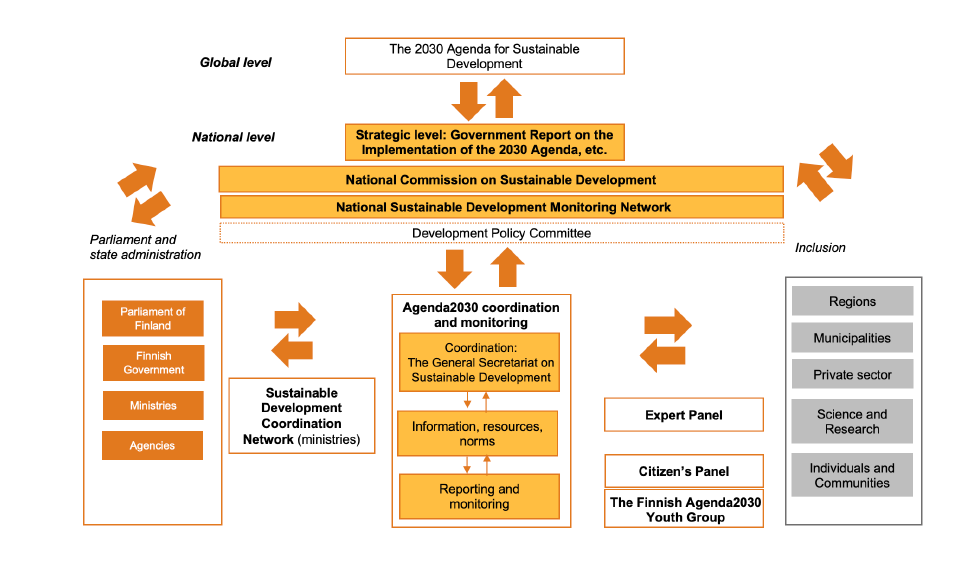 Global level
The 2030 Agenda for Sustainable
Development
National level
Strategic level: Government Report on the
Implementation of the 2030 Agenda, etc.
National Commission on Sustainable Development
National Sustainable Development Monitoring Network
Development Policy Committee
Parliament and
state administration
Inclusion
Parliament of
Finland
Finnish
Government
Ministries
Agencies
Sustainable
Development
Coordination
Network (ministries)
Agenda2030 coordination
and monitoring
Coordination:
The General Secretariat on
Sustainable Development
Information, resources,
norms
Reporting and
monitoring
Expert Panel
Citizen’s Panel
The Finnish Agenda2030
Youth Group
Regions
Municipalities
Private sector
Science and
Research
Individuals and
Communities